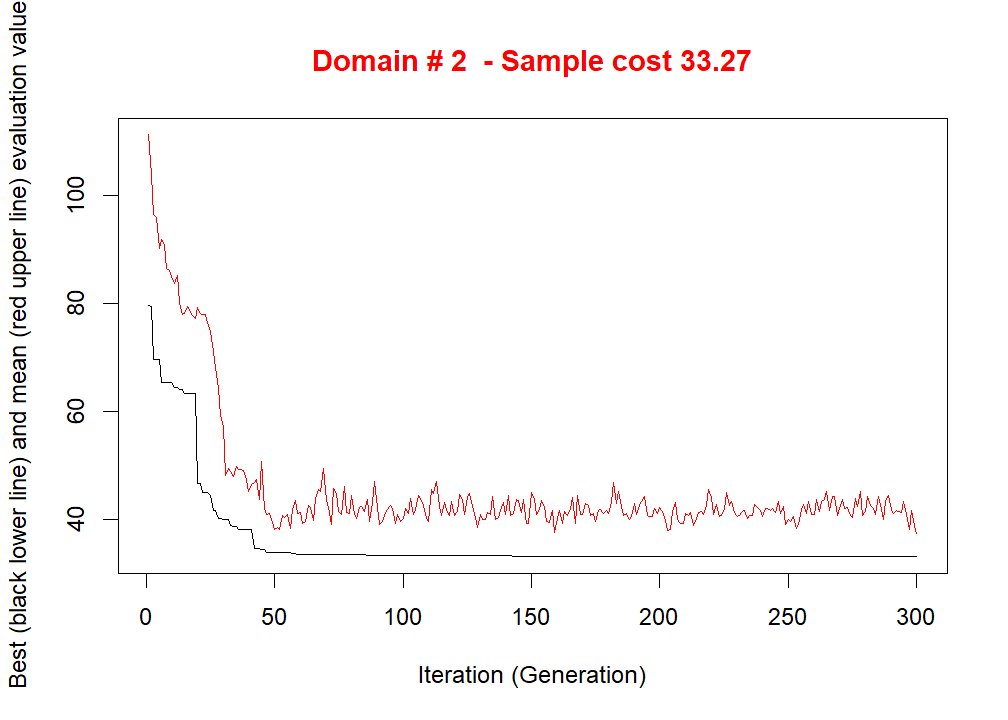 Domain # 2  - Sample cost 33.27
Best (black lower line) and mean (red upper line) evaluation value
100
80
60
40
0 50 100 150 200 250 300
Iteration (Generation)